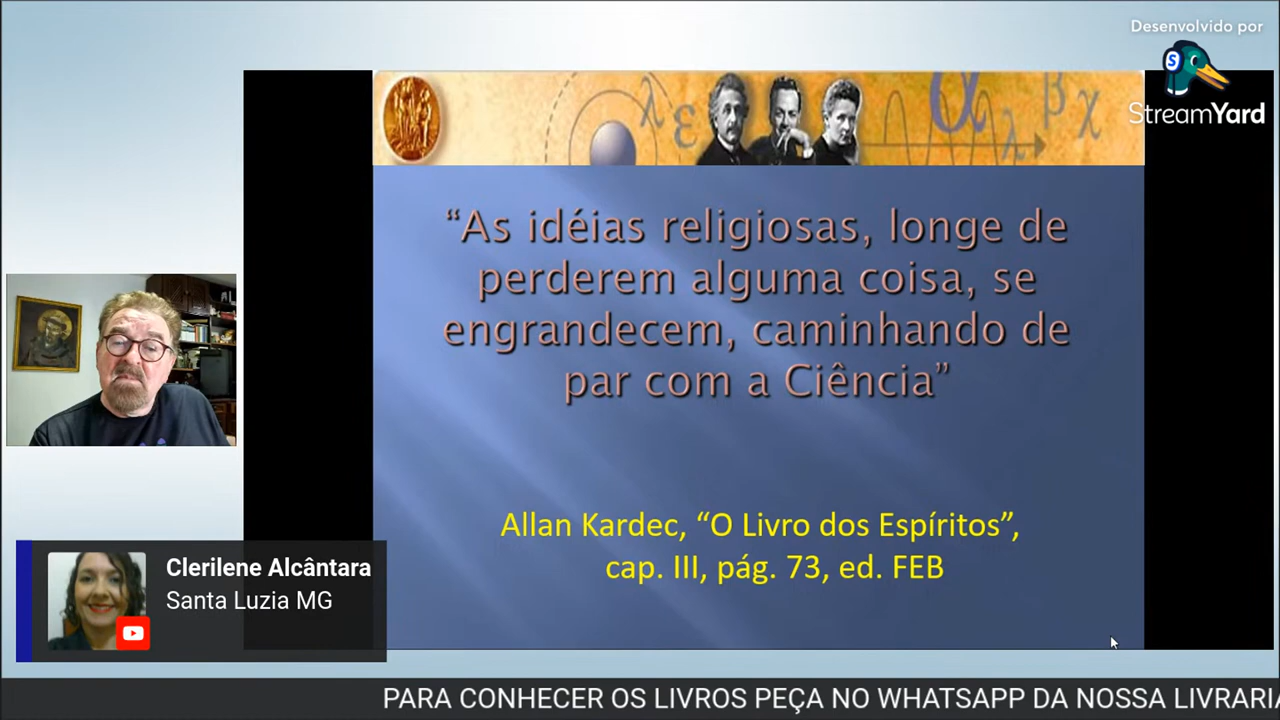 Desenvolvido por
StreamYard
“As idéias religiosas, longe de
perderem alguma coisa, se
engrandecem, caminhando de
par com a Ciência”
Allan Kardec, “O Livro dos Espíritos”,
cap. III, pág. 73, ed. FEB
Clerilene Alcântara
Santa Luzia MG
PARA CONHECER OS LIVROS PEÇA NO WHATSAPP DA NOSSA LIVRARIA